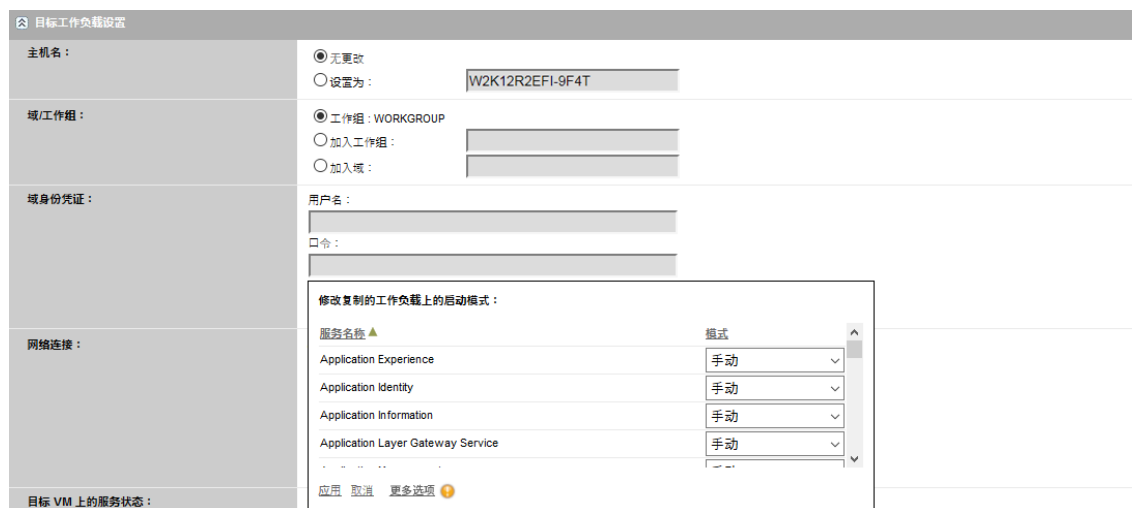 目标工作负载设置
主机名：
无更改
设置为：
W2K12R2EFI-9F4T
域/工作组：
工作组 : WORKGROUP
加入工作组：
加入域：
域身份凭证：
用户名：
口令：
修改复制的工作负载上的启动模式：
服务名称 模式
Application Experience 手动
Application Identity 手动
Application Information 手动
Application Layer Gateway Service 手动
应用 取消 更多选项
网络连接：
目标 VM 上的服务状态：